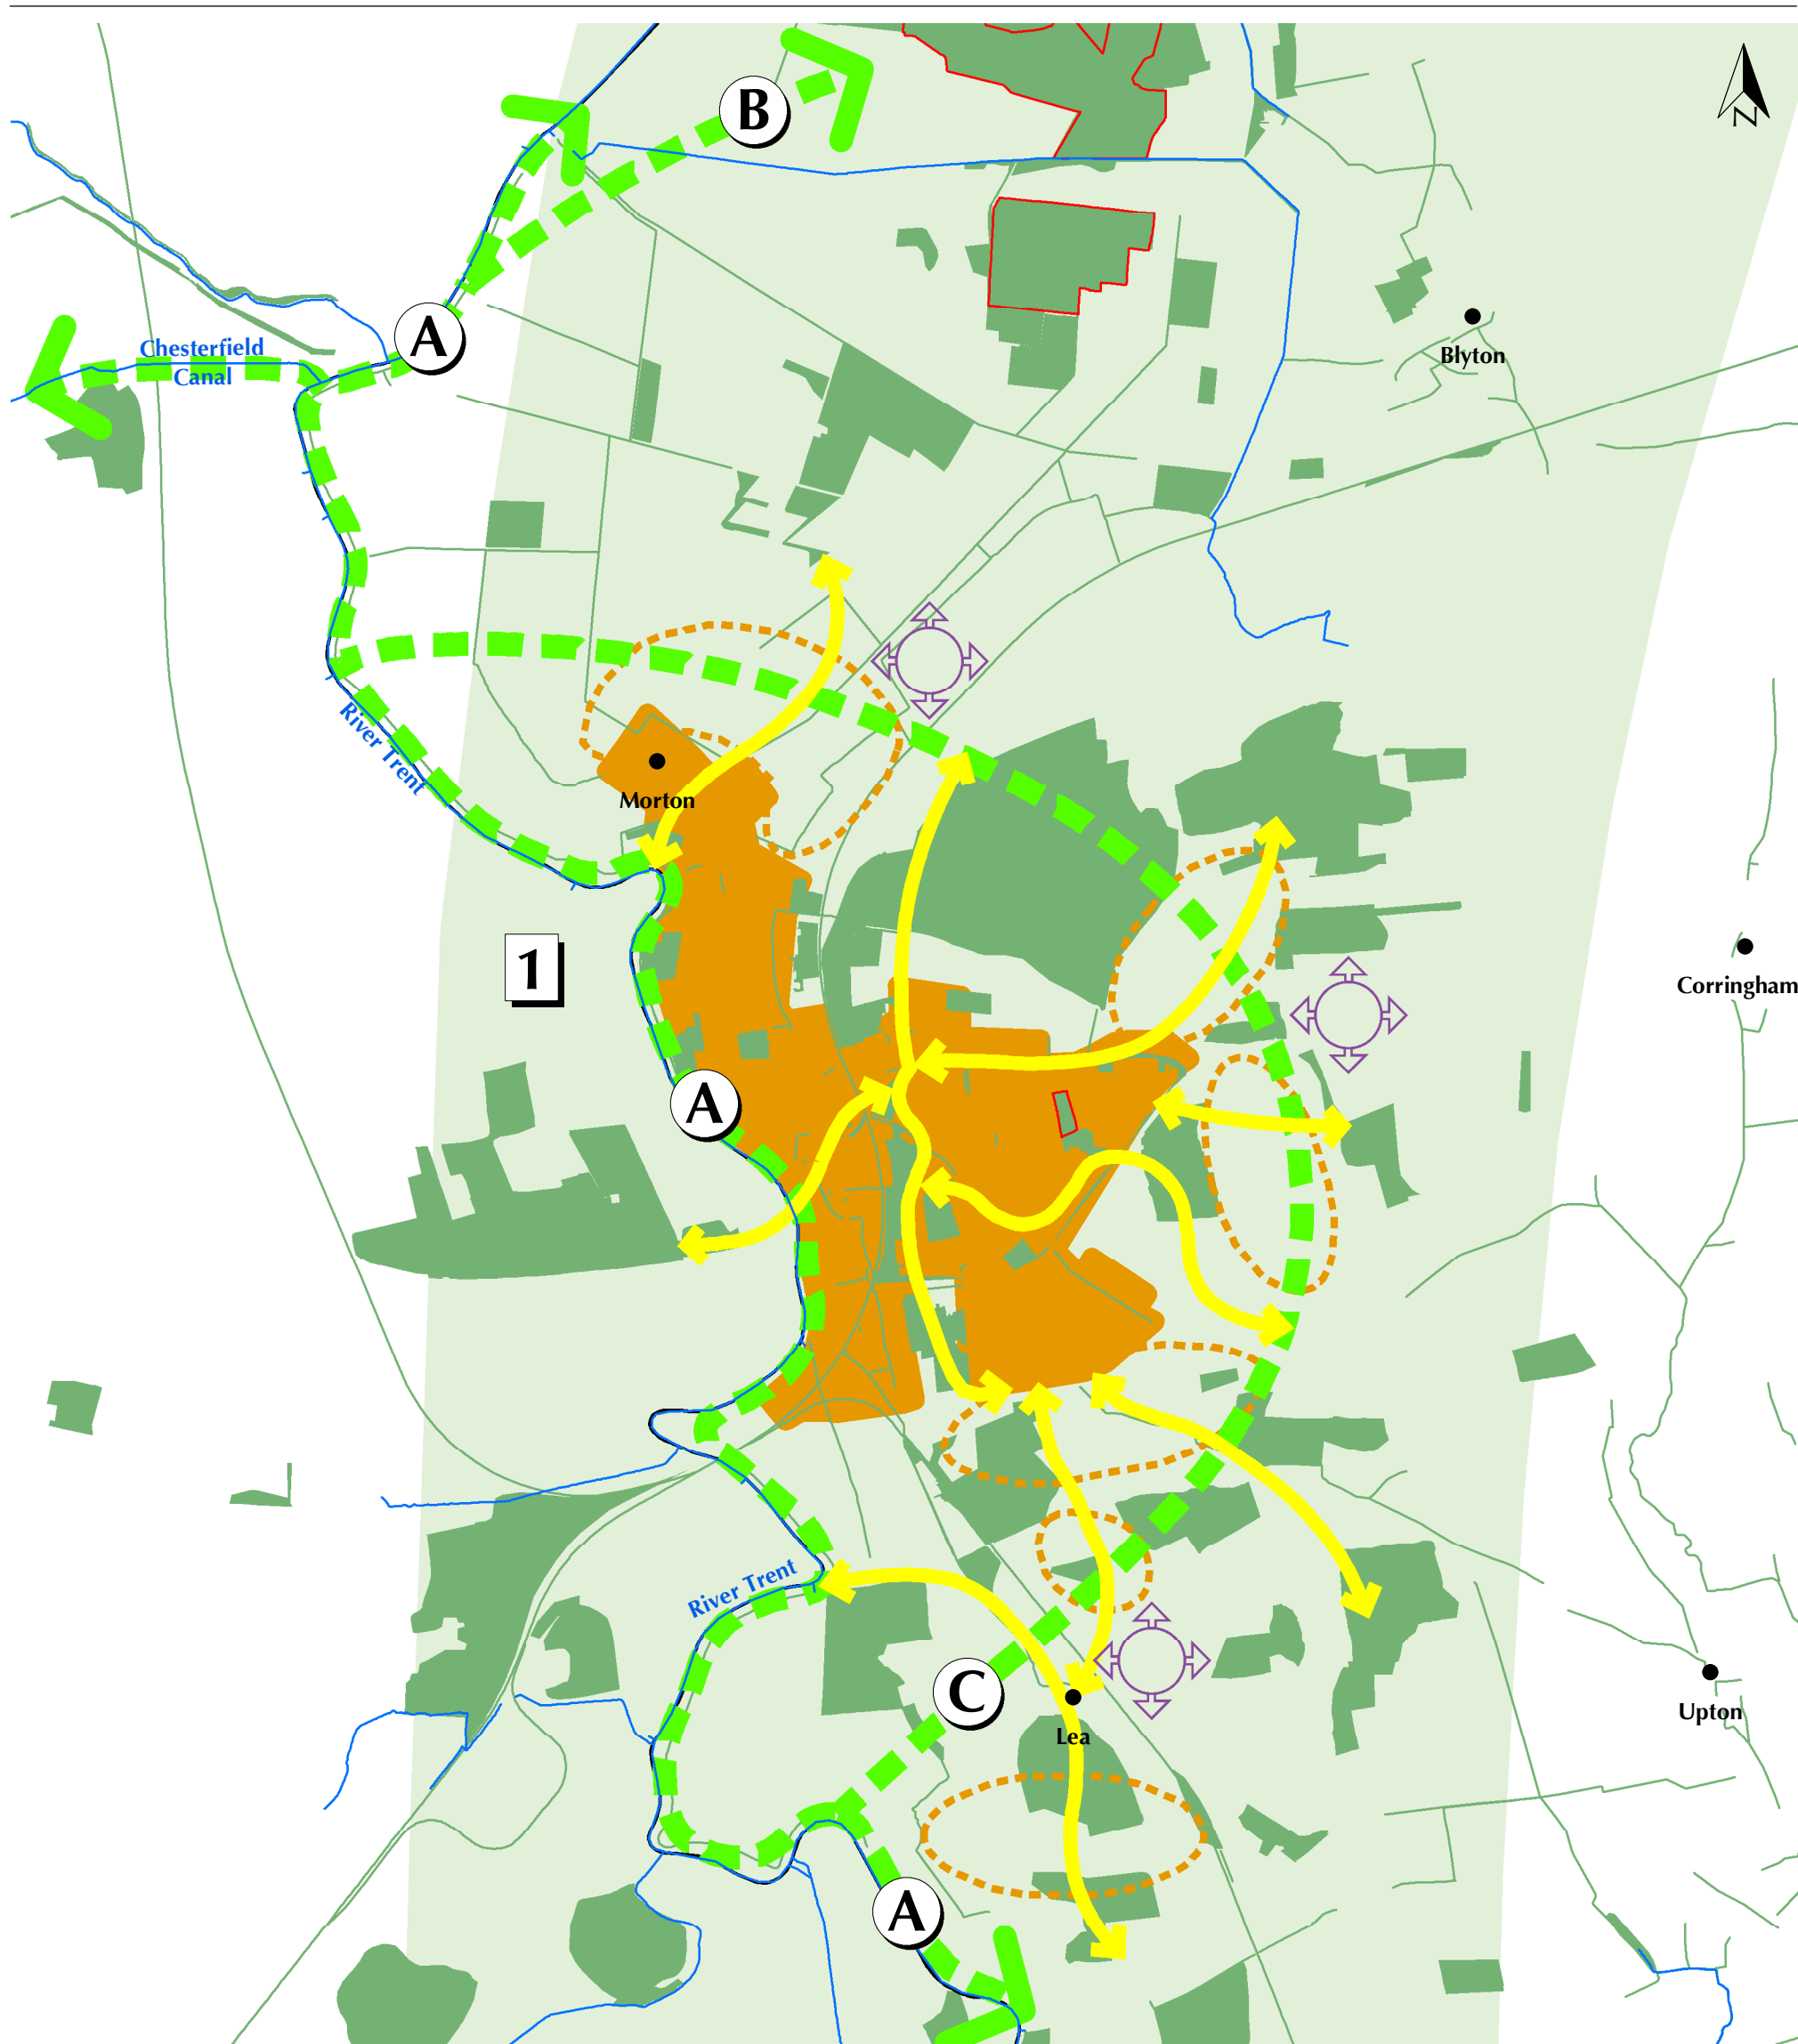 N
B
A
Chesterfield
Canal
Blyton
River Trent
Morton
1
Corringham
A
River Trent
C
Lea
Upton
A